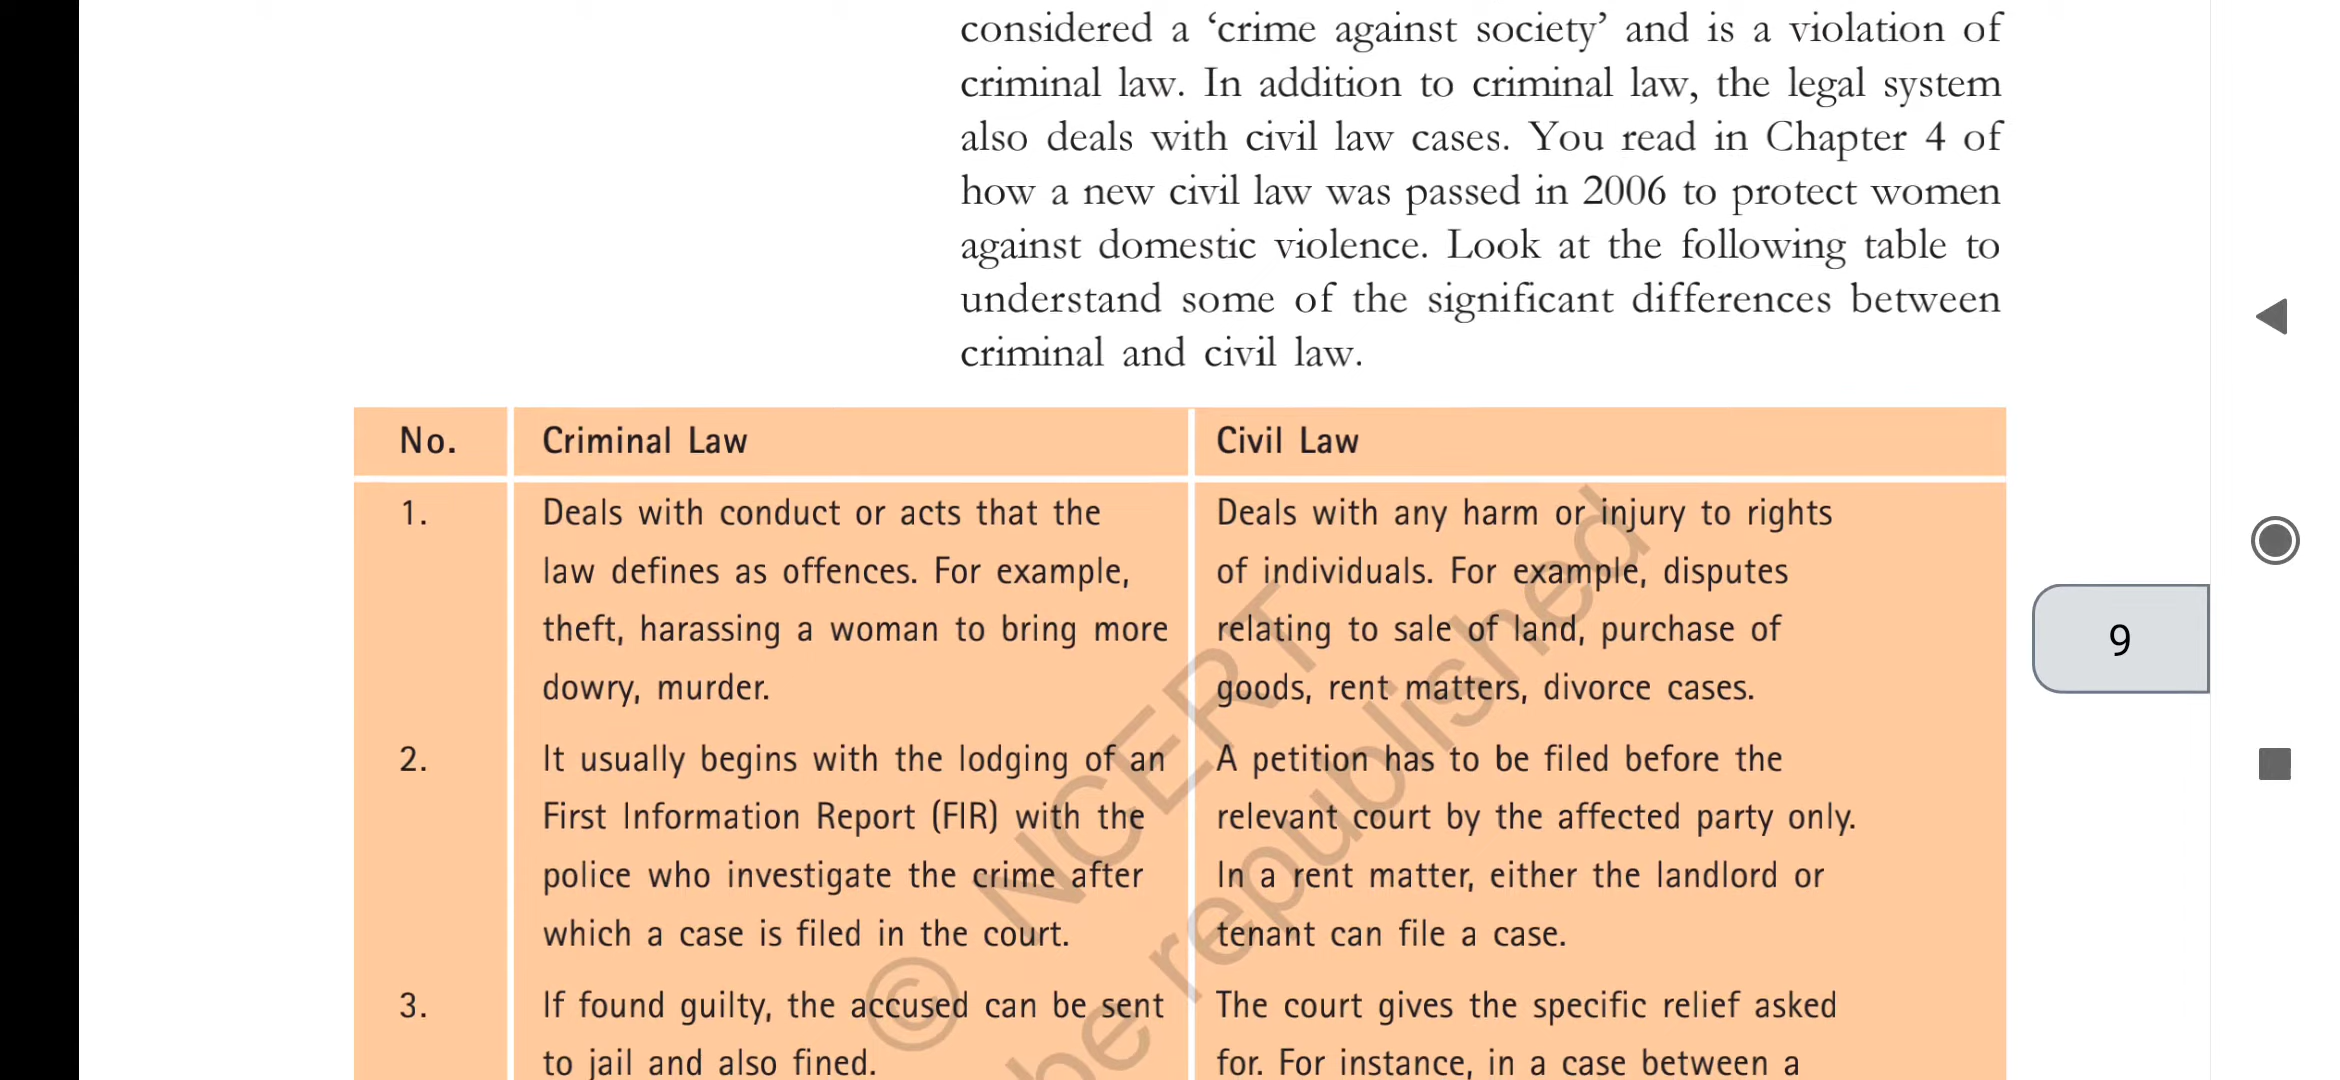 considered a ‘crime against society’ and is a violation of
criminal law. In addition to criminal law, the legal system
also deals with civil law cases. You read in Chapter 4 of
how a new civil law was passed in 2006 to protect women
against domestic violence. Look at the following table to
understand some of the significant differences between
criminal and civil law.
No.
Criminal Law
Civil Law
1.
Deals with conduct or acts that the
law defines as offences. For example,
theft, harassing a woman to bring more
dowry, murder.
Deals with any harm or injury to rights
of individuals. For example, disputes
relating to sale of land, purchase of
goods, rent matters, divorce cases.
2.
It usually begins with the lodging of an
First Information Report (FIR) with the
police who investigate the crime after
which a case is filed in the court.
A petition has to be filed before the
relevant court by the affected party only.
In a rent matter, either the landlord or
tenant can file a case.
3.
If found guilty, the accused can be sent
to jail and also fined.
The court gives the specific relief asked
for. For instance, in a case between a
© NCERT
be republished
9